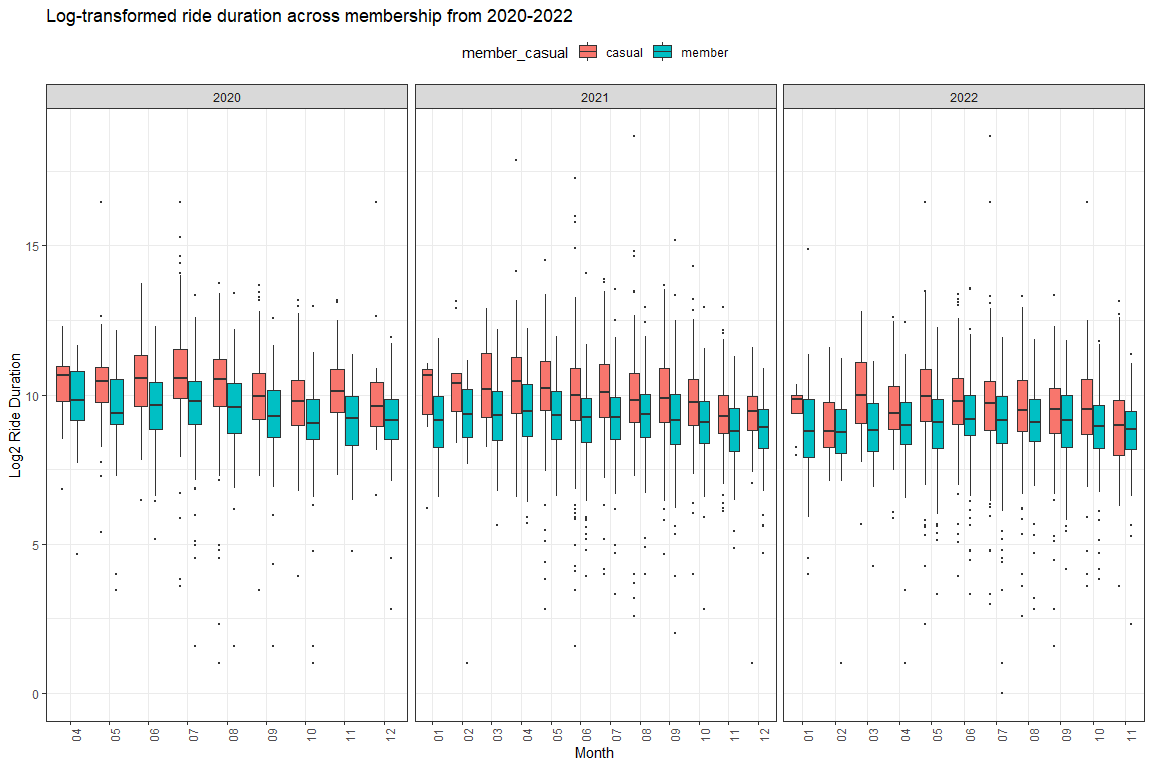 Log-transformed ride duration across membership from 2020-2022
member_casual casual member
2020 2021 2022
15
10
5
0
Log2 Ride Duration
04 05 06 07 08 09 10 11 12 01 02 03 04 05 06 07 08 09 10 11 12 01 02 03 04 05 06 07 08 09 10 11
Month